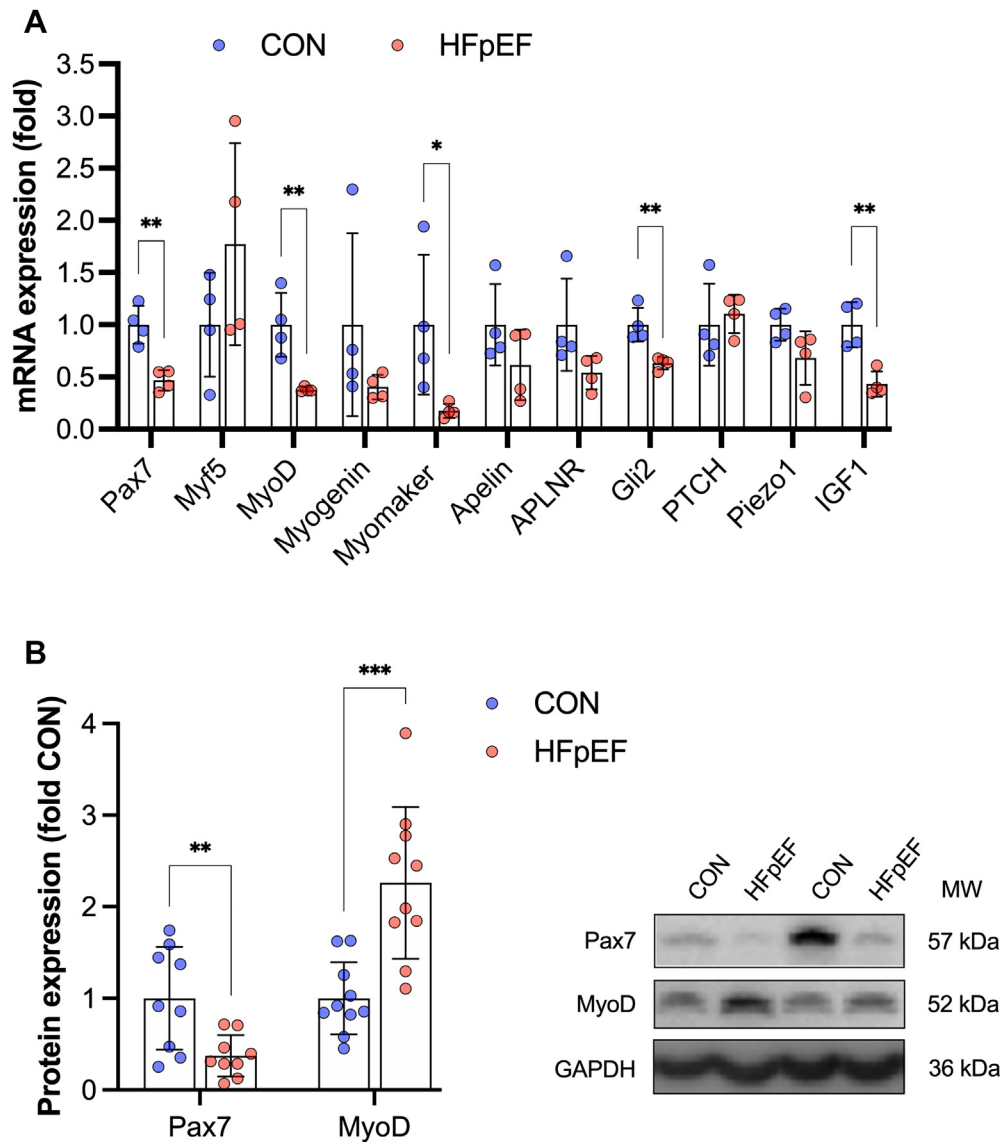 A
CON HFpEF
mRNA expression (fold)
3.5
3.0
2.5
2.0
1.5
1.0
0.5
0.0
** ** * ** **
Pax7 Myf5 MyoD Myogenin Myomaker Apelin APLNR Gli2 PTCH Piezo1 IGF1
B
CON
HFpEF
Protein expression (fold CON)
4
3
2
1
0
** ***
Pax7 MyoD
CON HFpEF CON HFpEF MW
Pax7 57 kDa
MyoD 52 kDa
GAPDH 36 kDa